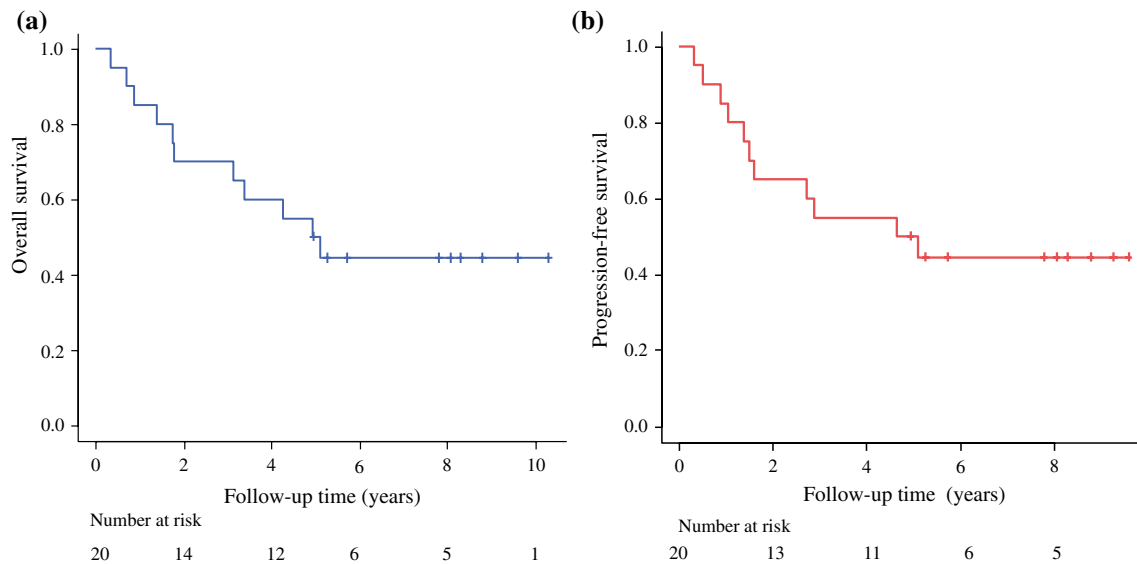 (a)
Overall survival
1.0
0.8
0.6
0.4
0.2
0.0
0 2 4 6 8 10
Follow-up time (years)
Number at risk
20 14 12 6 5 1
(b)
Progression-free survival
1.0
0.8
0.6
0.4
0.2
0.0
0 2 4 6 8
Follow-up time (years)
Number at risk
20 13 11 6 5